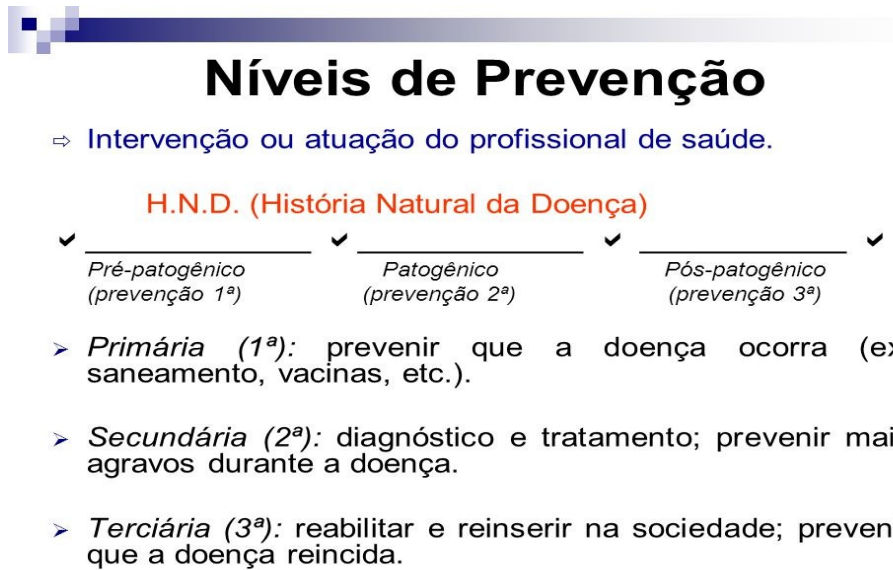 Níveis de Prevenção
⇨ Intervenção ou atuação do profissional de saúde.
H.N.D. (História Natural da Doença)
Pré-patogênico Patogênico Pós-patogênico
(prevenção 1ª) (prevenção 2ª) (prevenção 3ª)
➢ Primária (1ª): prevenir que a doença ocorra
saneamento, vacinas, etc.).
➢ Secundária (2ª): diagnóstico e tratamento; prevenir
agravos durante a doença.
➢ Terciária (3ª): reabilitar e reinserir na sociedade;
que a doença reincida.